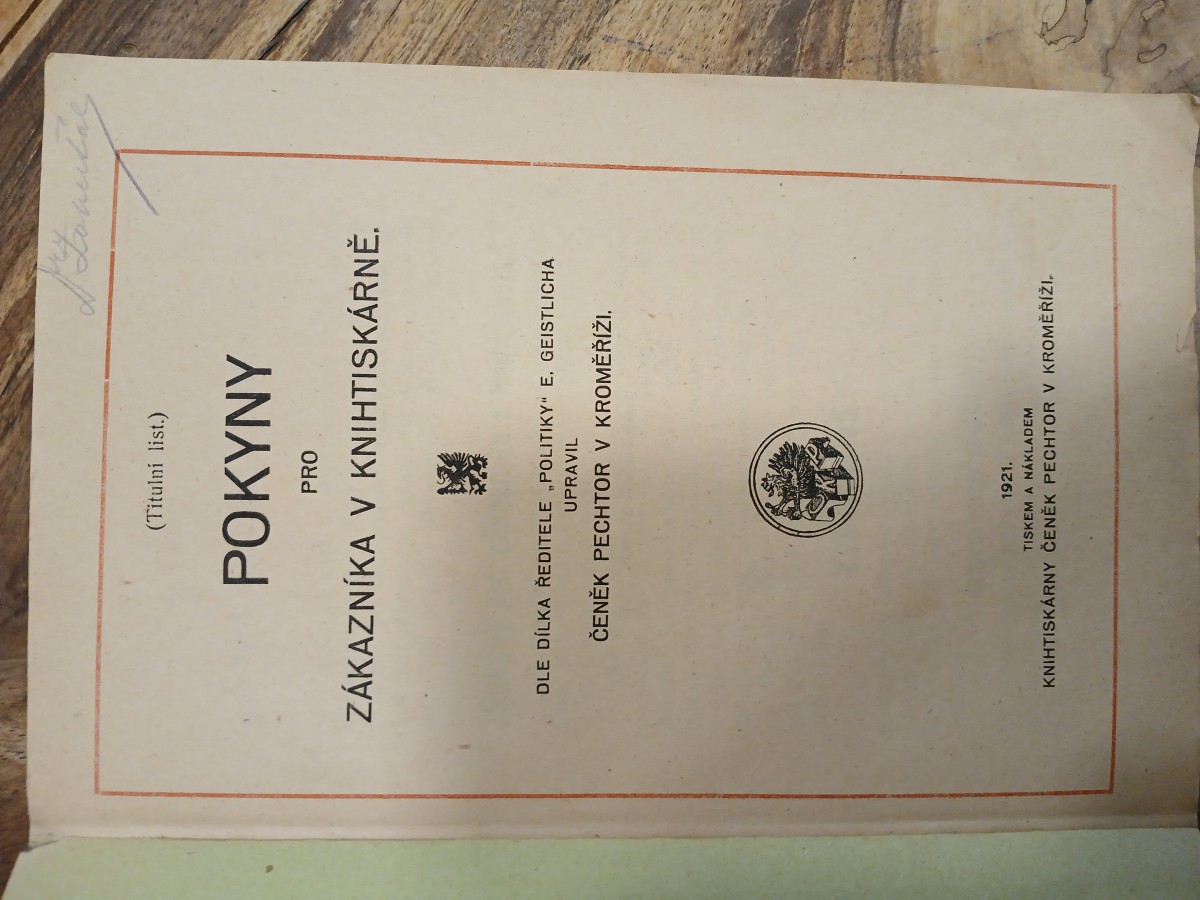 (Titulní list.)
POKYNY
PRO
ZÁKAZNÍKA V KNIHTISKÁRNĚ.
DLE DÍLKA ŘEDITELE „POLITIKY“ E. GEISTLICHA
UPRAVIL
ČENĚK PECHTOR V KROMĚŘÍŽI.
1921.
TISKEM A NÁKLADEM
KNIHTISKÁRNY ČENĚK PECHTOR V KROMĚŘÍŽI.